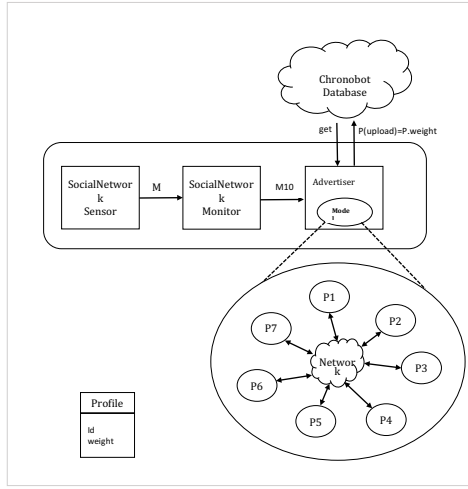 Chronobot
Database
get
P(upload)=P.weight
SocialNetwor
k
Sensor
M
SocialNetwor
k
Monitor
M10
Advertiser
Mode
l
P1
P7
P2
Networ
k
P3
P6
P5
P4
Profile
Id
weight